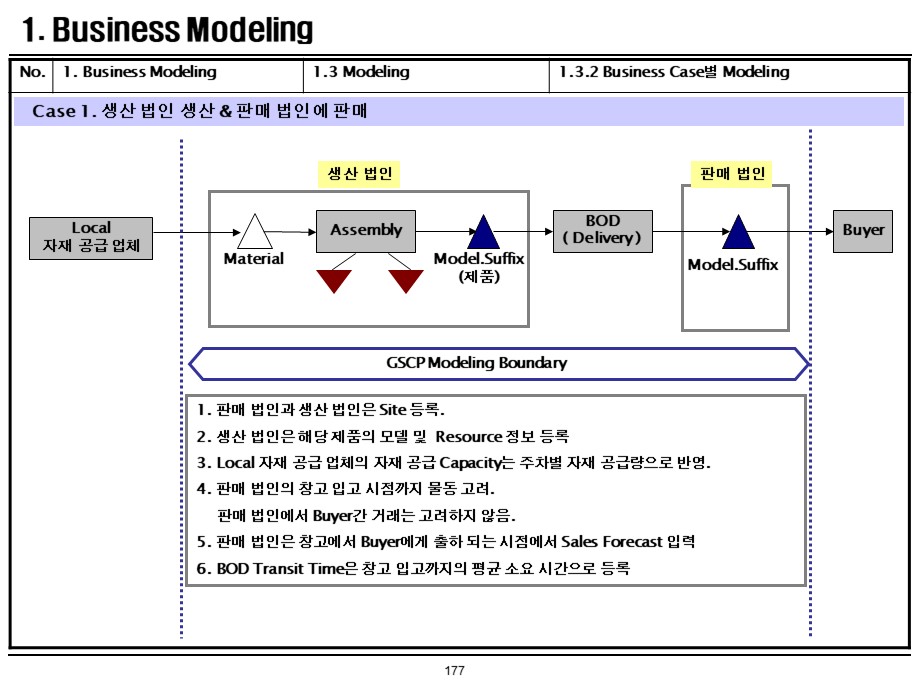 1. Business Modeling
No. 1. Business Modeling 1.3 Modeling 1.3.2 Business Case별 Modeling
Case 1. 생산 법인 생산 & 판매 법인에 판매
생산 법인
판매 법인
Local
자재 공급 업체
Material
Assembly
Model.Suffix
(제품)
BOD
( Delivery )
Model.Suffix
Buyer
GSCP Modeling Boundary
1. 판매 법인과 생산 법인은 Site 등록.
2. 생산 법인은 해당 제품의 모델 및 Resource 정보 등록
3. Local 자재 공급 업체의 자재 공급 Capacity는 주차별 자재 공급량으로 반영.
4. 판매 법인의 창고 입고 시점까지 물동 고려.
판매 법인에서 Buyer간 거래는 고려하지 않음.
5. 판매 법인은 창고에서 Buyer에게 출하 되는 시점에서 Sales Forecast 입력
6. BOD Transit Time은 창고 입고까지의 평균 소요 시간으로 등록
177